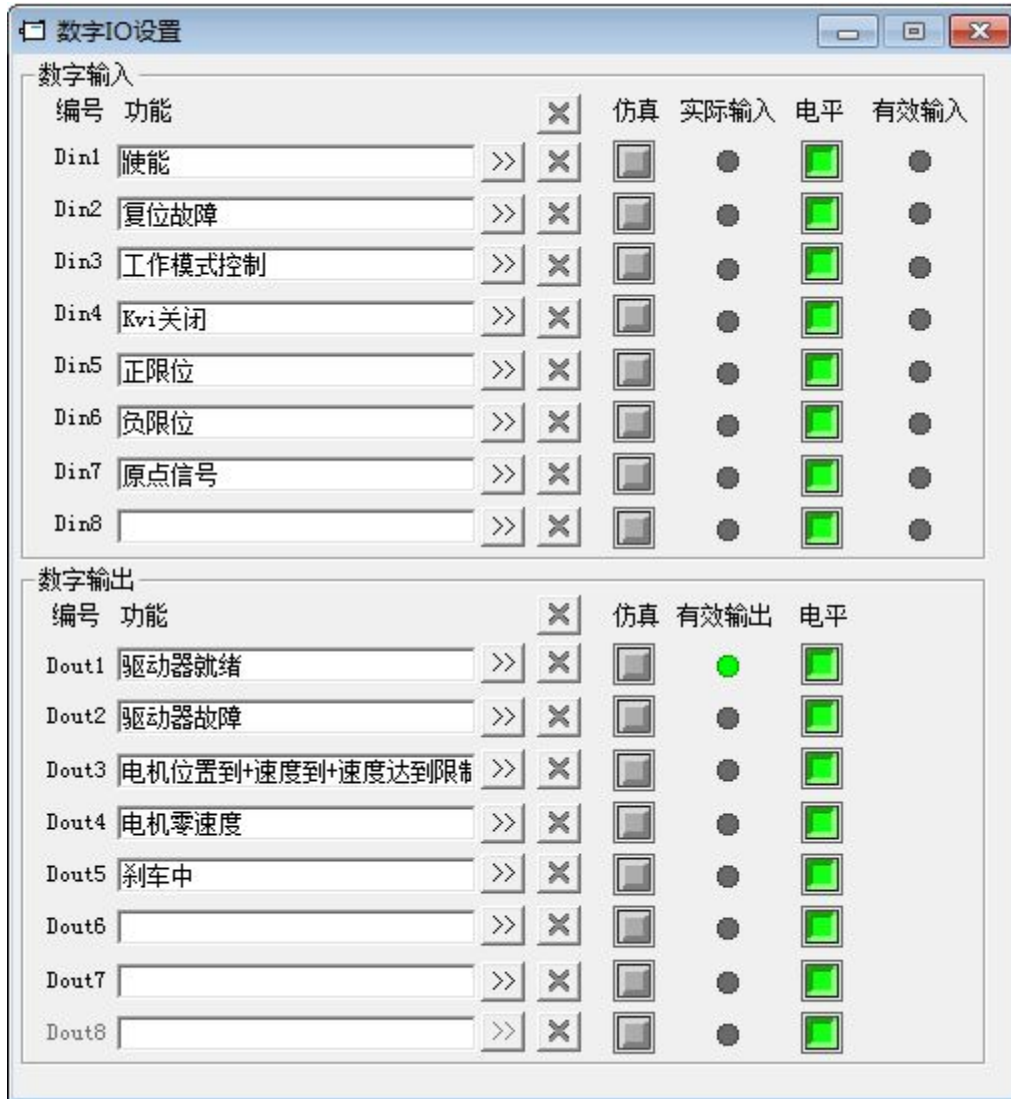 数字IO设置
数字输入
编号 功能 仿真 实际输入 电平 有效输入
Din1 使能 >>
Din2 复位故障 >>
Din3 工作模式控制 >>
Din4 Kvi关闭 >>
Din5 正限位 >>
Din6 负限位 >>
Din7 原点信号 >>
Din8 >>
数字输出
编号 功能 仿真 有效输出 电平
Dout1 驱动器就绪 >>
Dout2 驱动器故障 >>
Dout3 电机位置到+速度到+速度达到限 >>
Dout4 电机零速度 >>
Dout5 刹车中 >>
Dout6 >>
Dout7 >>
Dout8 >>